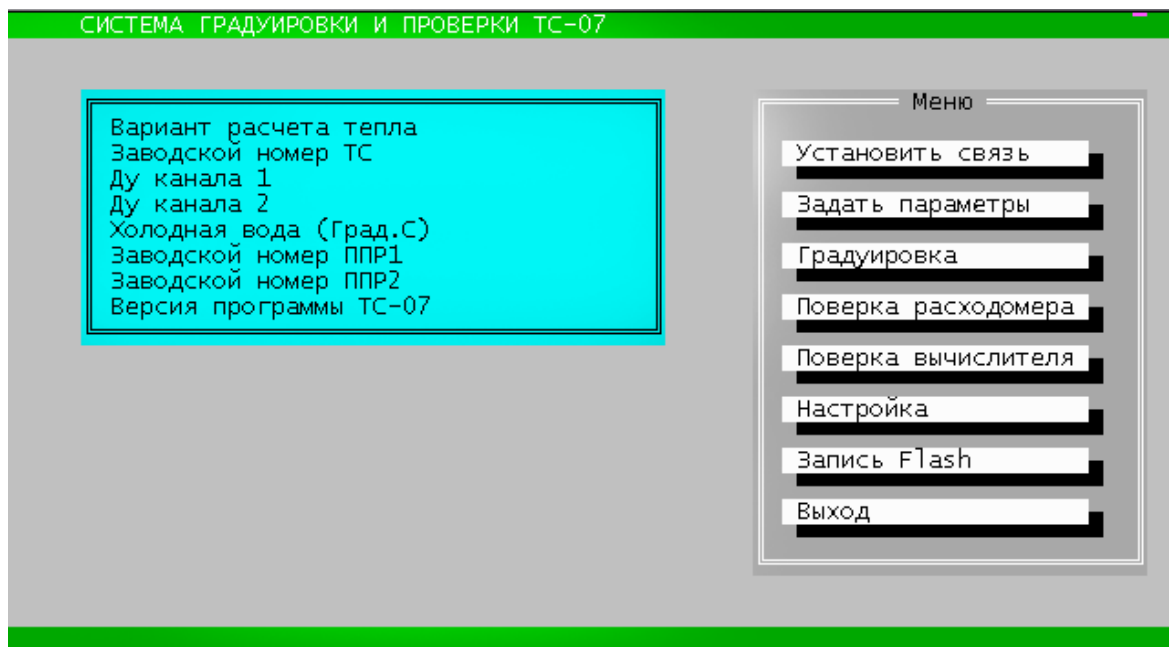 СИСТЕМА ГРАДУИРОВКИ И ПРОВЕРКИ ТС-07
Вариант расчета тепла
Заводской номер ТС
Ду канала 1
Ду канала 2
Холодная вода (Град.С)
Заводской номер ППР1
Заводской номер ППР2
Версия программы ТС-07
Меню
Установить связь
Задать параметры
Градуировка
Поверка расходомера
Поверка вычислителя
Настройка
Запись Flash
Выход